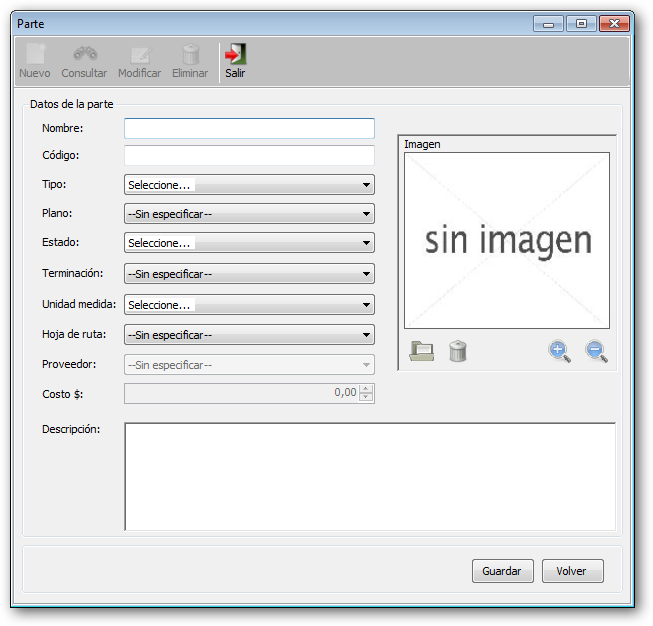 Parte
Nuevo Consultar Modificar Eliminar Salir
Datos de la parte
Nombre:
Código:
Tipo: Seleccione...
Plano: --Sin especificar--
Estado: Seleccione...
Terminación: --Sin especificar--
Unidad medida: Seleccione...
Hoja de ruta: --Sin especificar--
Proveedor: --Sin especificar--
Costo $: 0,00
Imagen
sin imagen
Descripción:
Guardar Volver